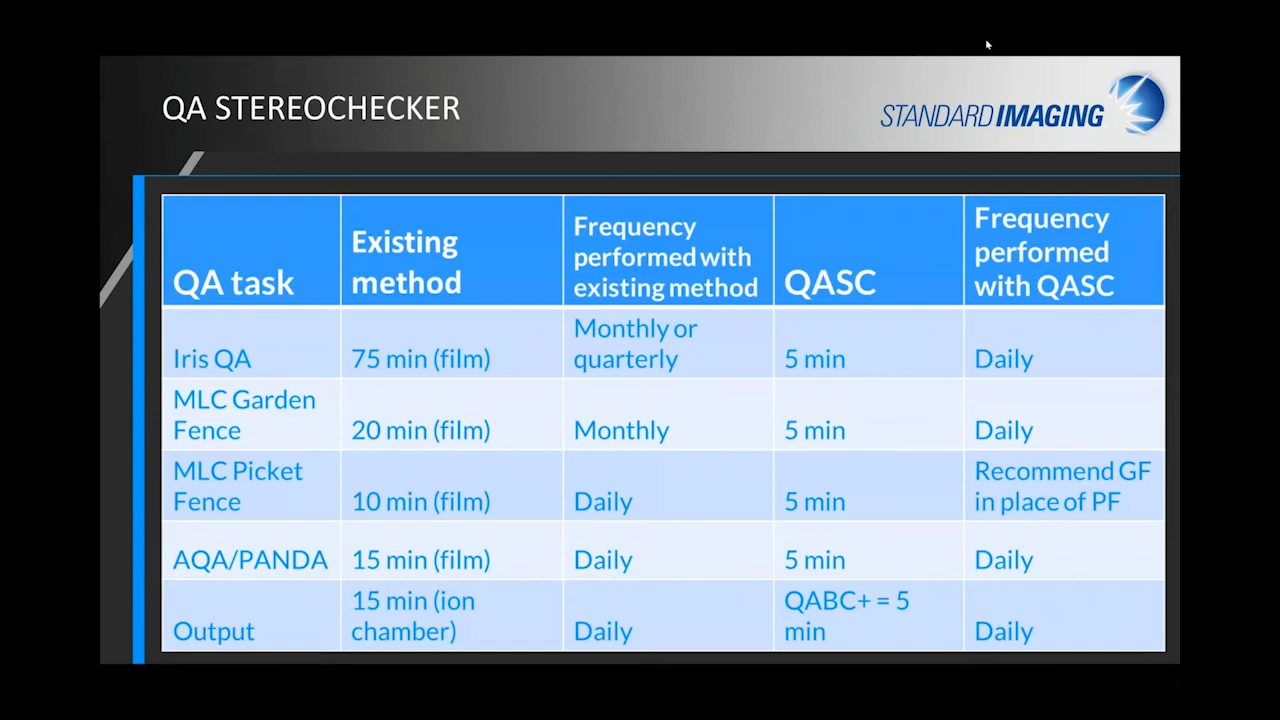 QA STEREOCHECKER
STANDARD IMAGING
QA task
Existing
method
Frequency
performed with
existing method
QASC
Frequency
performed
with QASC
Iris QA
75 min (film)
Monthly or
quarterly
5 min
Daily
MLC Garden
Fence
20 min (film)
Monthly
5 min
Daily
MLC Picket
Fence
10 min (film)
Daily
5 min
Recommend GF
in place of PF
AQA/PANDA
15 min (film)
Daily
5 min
Daily
Output
15 min (ion
chamber)
Daily
QABC+ = 5
min
Daily